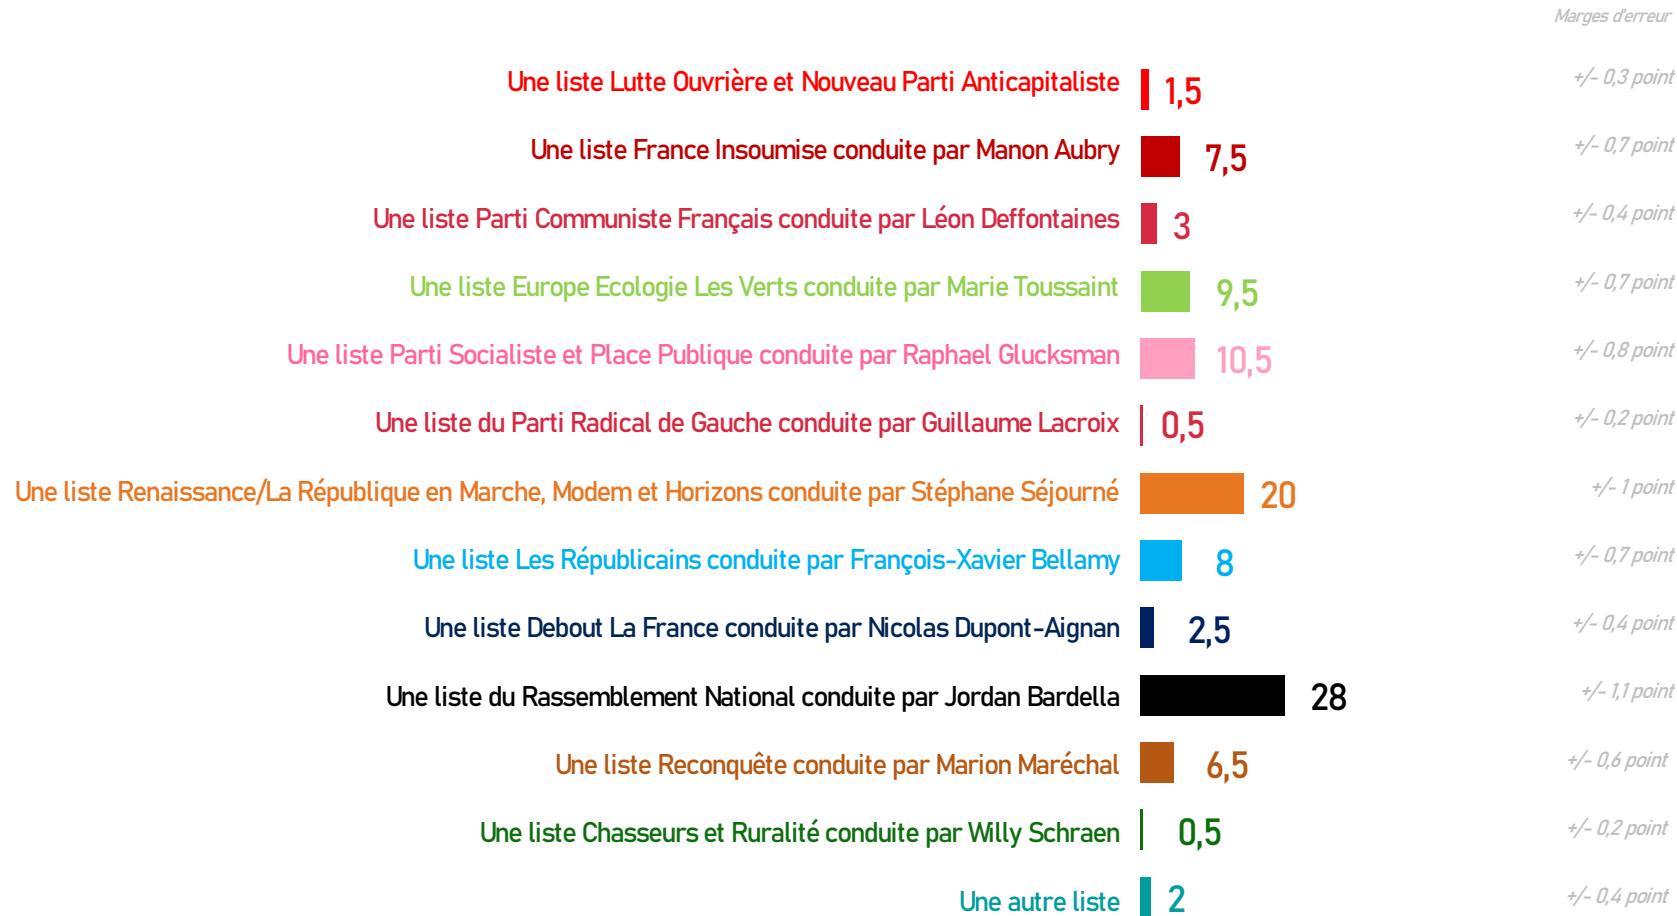 Marges d'erreur
Une liste Lutte Ouvrière et Nouveau Parti Anticapitaliste 1,5 +/- 0,3 point
Une liste France Insoumise conduite par Manon Aubry 7,5 +/- 0,7 point
Une liste Parti Communiste Français conduite par Léon Deffontaines 3 +/- 0,4 point
Une liste Europe Ecologie Les Verts conduite par Marie Toussaint 9,5 +/- 0,7 point
Une liste Parti Socialiste et Place Publique conduite par Raphael Glucksman 10,5 +/- 0,8 point
Une liste du Parti Radical de Gauche conduite par Guillaume Lacroix 0,5 +/- 0,2 point
Une liste Renaissance/La République en Marche, Modem et Horizons conduite par Stéphane Séjourné 20 +/- 1 point
Une liste Les Républicains conduite par François-Xavier Bellamy 8 +/- 0,7 point
Une liste Debout La France conduite par Nicolas Dupont-Aignan 2,5 +/- 0,4 point
Une liste du Rassemblement National conduite par Jordan Bardella 28 +/- 1,1 point
Une liste Reconquête conduite par Marion Maréchal 6,5 +/- 0,6 point
Une liste Chasseurs et Ruralité conduite par Willy Schraen 0,5 +/- 0,2 point
Une autre liste 2 +/- 0,4 point